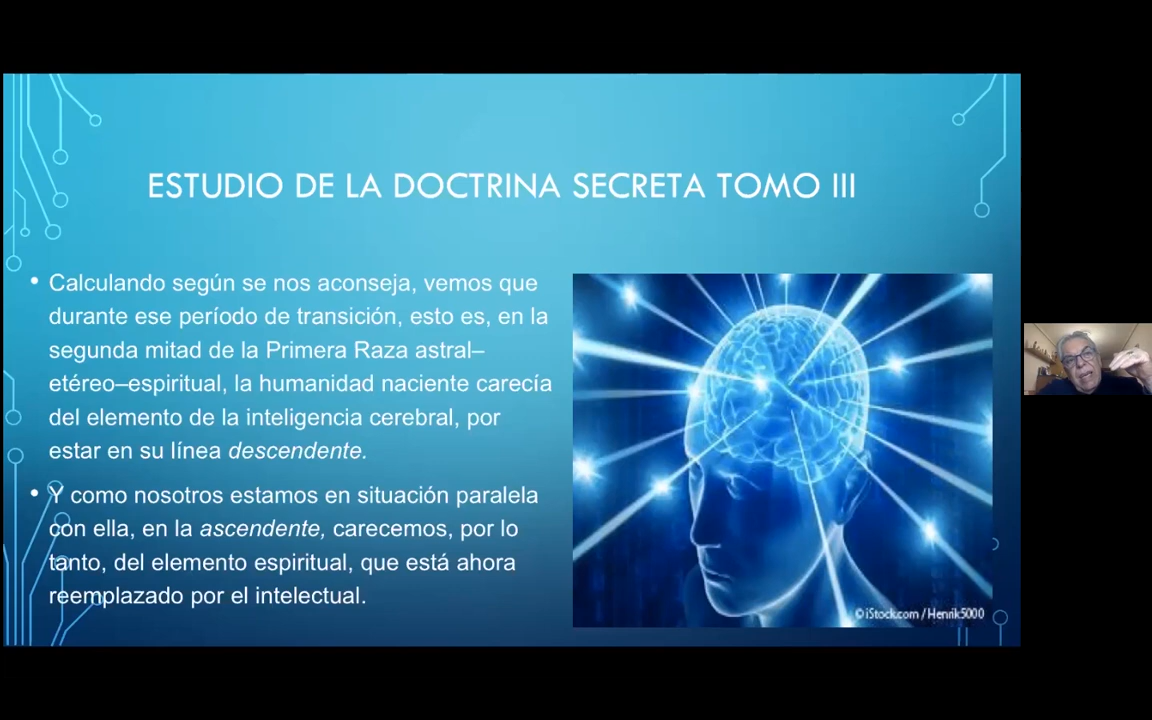 ESTUDIO DE LA DOCTRINA SECRETA TOMO III
• Calculando según se nos aconseja, vemos que
durante ese período de transición, esto es, en la
segunda mitad de la Primera Raza astral–
etéreo–espiritual, la humanidad naciente carecía
del elemento de la inteligencia cerebral, por
estar en su línea descendente.
• Y como nosotros estamos en situación paralela
con ella, en la ascendente, carecemos, por lo
tanto, del elemento espiritual, que está ahora
reemplazado por el intelectual.
©iStock.com / Henrik5000